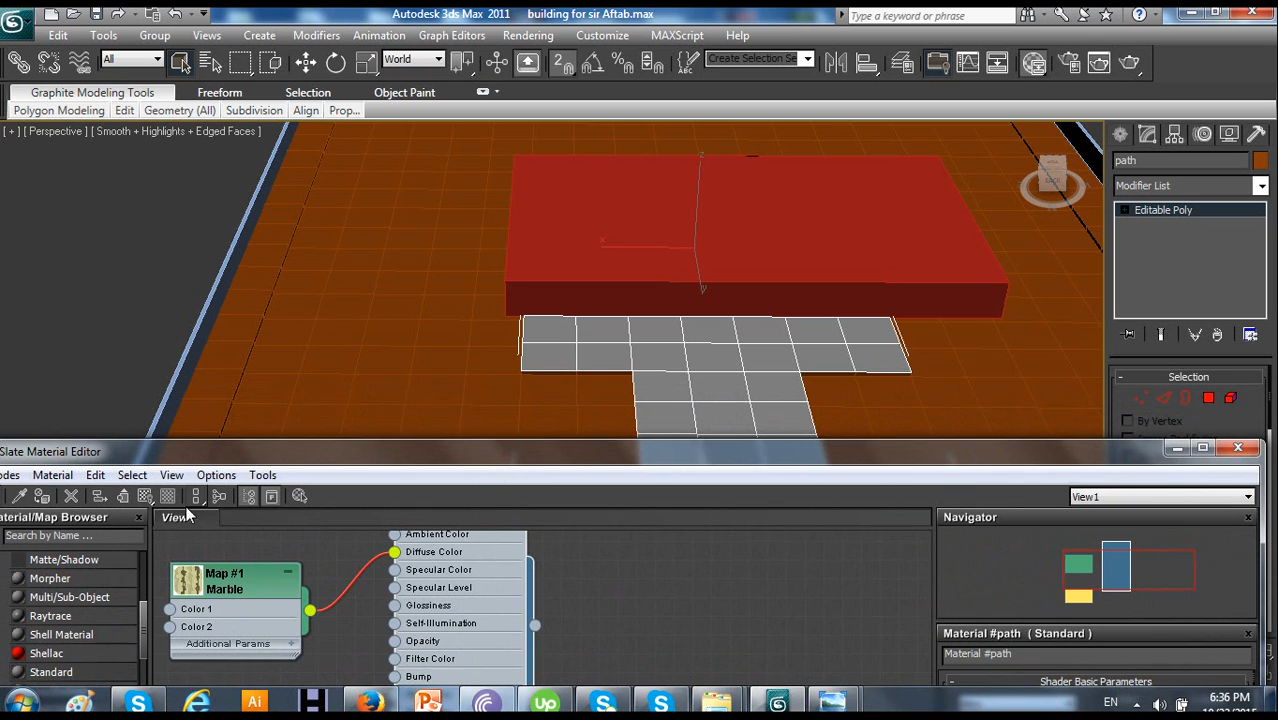 Autodesk 3ds Max 2011 building for sir Aftab.max
Type a keyword or phrase
Edit Tools Group Views Create Modifiers Animation Graph Editors Rendering Customize MAXScript Help
All World Create Selection Se
Graphite Modeling Tools Freeform Selection Object Paint
Polygon Modeling Edit Geometry (All) Subdivision Align Prop...
[ + ] [ Perspective ] [ Smooth + Highlights + Edged Faces ]
path
Modifier List
Editable Poly
x
y
z
Selection
By Vertex
Slate Material Editor
odes Material Edit Select View Options Tools
View1
aterial/Map Browser
Search by Name ...
Matte/Shadow
Morpher
Multi/Sub-Object
Raytrace
Shell Material
Shellac
Standard
View
Map #1
Marble
Color 1
Color 2
Additional Params
Ambient Color
Diffuse Color
Specular Color
Specular Level
Glossiness
Self-Illumination
Opacity
Filter Color
Bump
Navigator
Material #path ( Standard )
Material #path
Shader Basic Parameters
Ai
H
Up
EN
6:36 PM